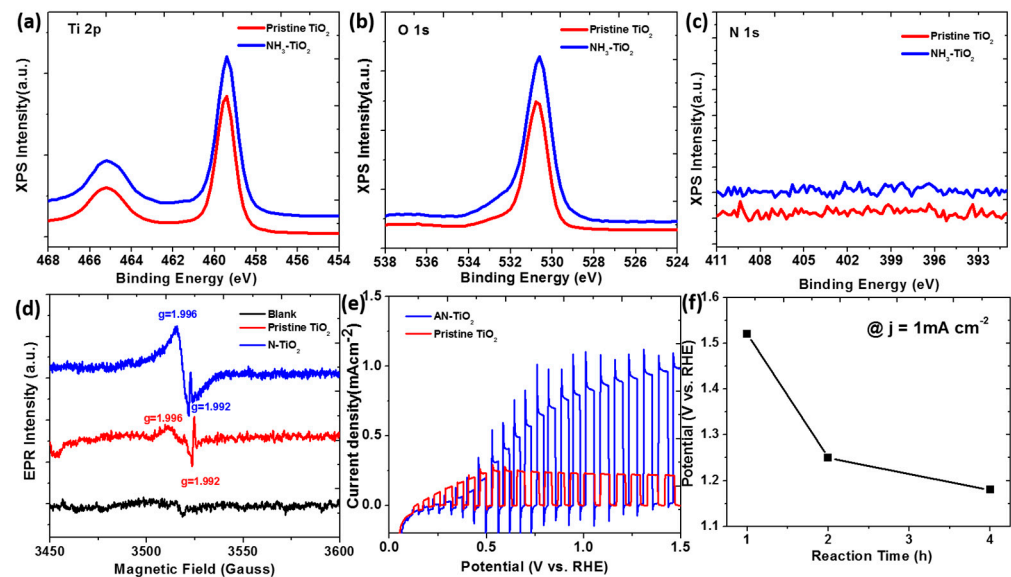 (a)
Ti 2p
Pristine TiO2
NH3-TiO2
XPS Intensity(a.u.)
468 466 464 462 460 458 456 454
Binding Energy (eV)
(b)
O 1s
Pristine TiO2
NH3-TiO2
XPS Intensity(a.u.)
538 536 534 532 530 528 526 524
Binding Energy (eV)
(c)
N 1s
Pristine TiO2
NH3-TiO2
XPS Intensity(a.u.)
411 408 405 402 399 396 393
Binding Energy (eV)
(d)
Blank
Pristine TiO2
N-TiO2
g=1.996
g=1.992
g=1.996
g=1.992
EPR Intensity (a.u.)
3450 3500 3550 3600
Magnetic Field (Gauss)
(e)
AN-TiO2
Pristine TiO2
Current density(mAcm-2)
1.5
1.0
0.5
0.0
0.0 0.5 1.0 1.5
Potential (V vs. RHE)
(f)
@ j = 1mA cm-2
Potential (V vs. RHE)
1.6
1.5
1.4
1.3
1.2
1.1
1 2 3 4
Reaction Time (h)